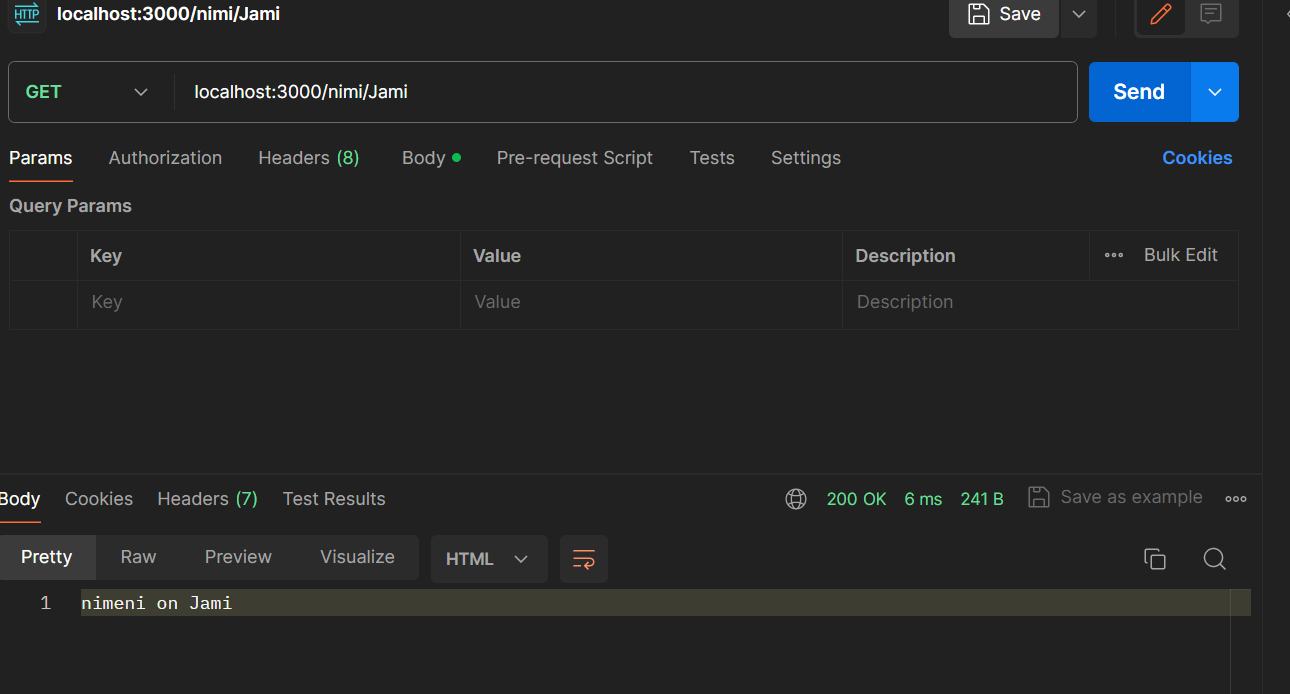 HTTP localhost:3000/nimi/Jami Save
GET localhost:3000/nimi/Jami Send
Params Authorization Headers (8) Body Pre-request Script Tests Settings Cookies
Query Params
Key Value Description Bulk Edit
Key Value Description
Body Cookies Headers (7) Test Results 200 OK 6 ms 241 B Save as example
Pretty Raw Preview Visualize HTML
1 nimeni on Jami